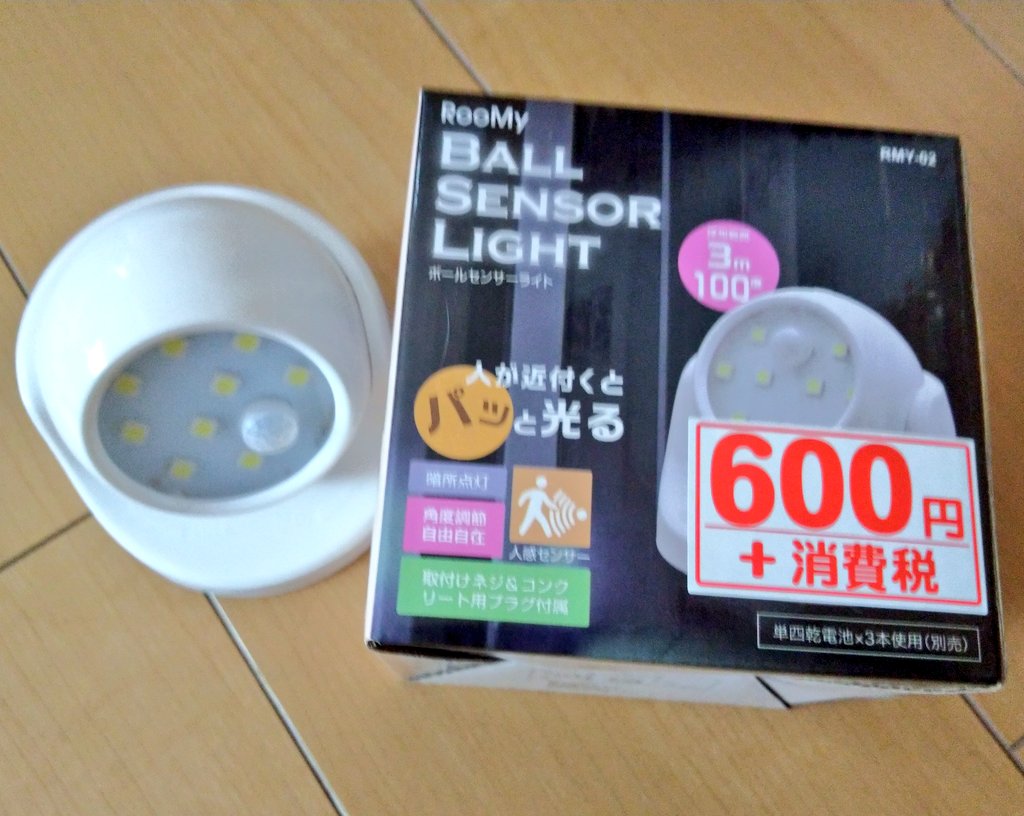 ReeMy
BALL
SENSOR
LIGHT
ボールセンサーライト
RMY-02
3m
100°
人が近付くと
パッと光る
暗所点灯
角度調節
自由自在
人感センサー
取付けネジ&コンク
リート用プラグ付属
600円
+消費税
単四乾電池×3本使用(別売)